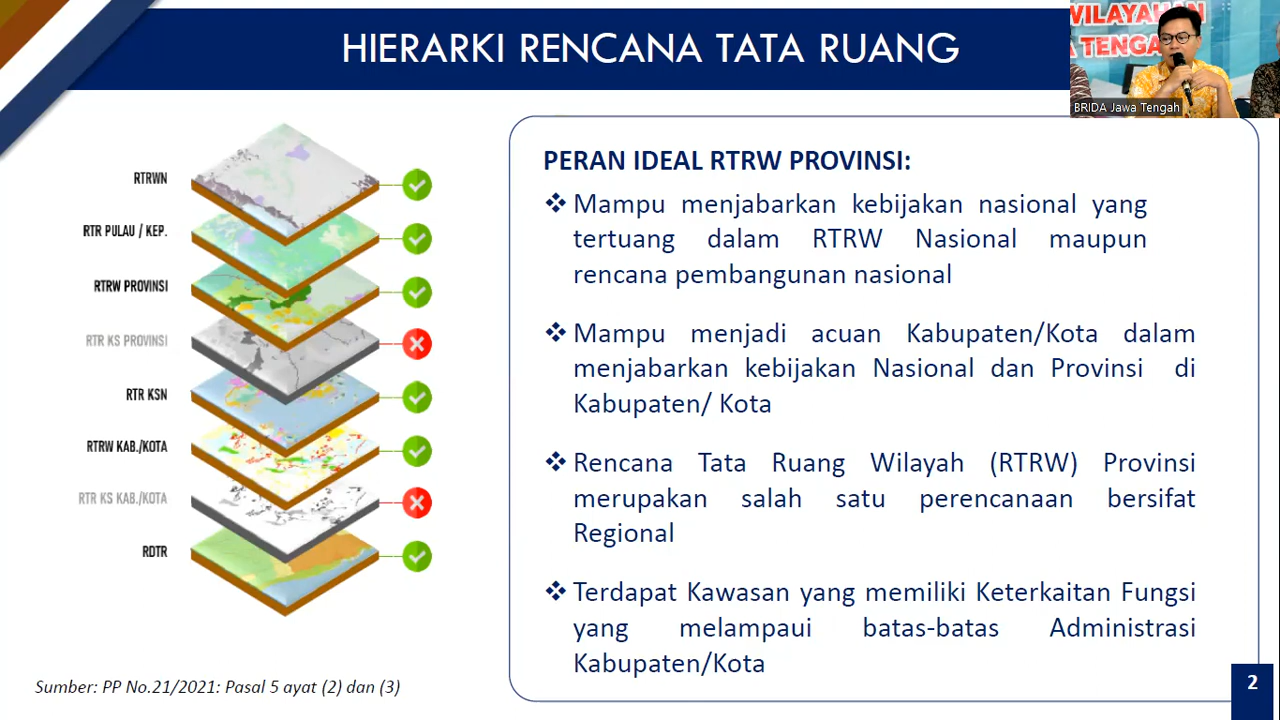 HIERARKI RENCANA TATA RUANG
WILAYAHAN
A TENGA
BRIDA Jawa Tengah
RTRWN
RTR PULAU / KEP.
RTRW PROVINSI
RTR KS PROVINSI
RTR KSN
RTRW KAB./KOTA
RTR KS KAB./KOTA
RDTR
Sumber: PP No.21/2021: Pasal 5 ayat (2) dan (3)
PERAN IDEAL RTRW PROVINSI:
❖ Mampu menjabarkan kebijakan nasional yang
tertuang dalam RTRW Nasional maupun
rencana pembangunan nasional
❖ Mampu menjadi acuan Kabupaten/Kota dalam
menjabarkan kebijakan Nasional dan Provinsi di
Kabupaten/ Kota
❖ Rencana Tata Ruang Wilayah (RTRW) Provinsi
merupakan salah satu perencanaan bersifat
Regional
❖ Terdapat Kawasan yang memiliki Keterkaitan Fungsi
yang melampaui batas-batas Administrasi
Kabupaten/Kota
2